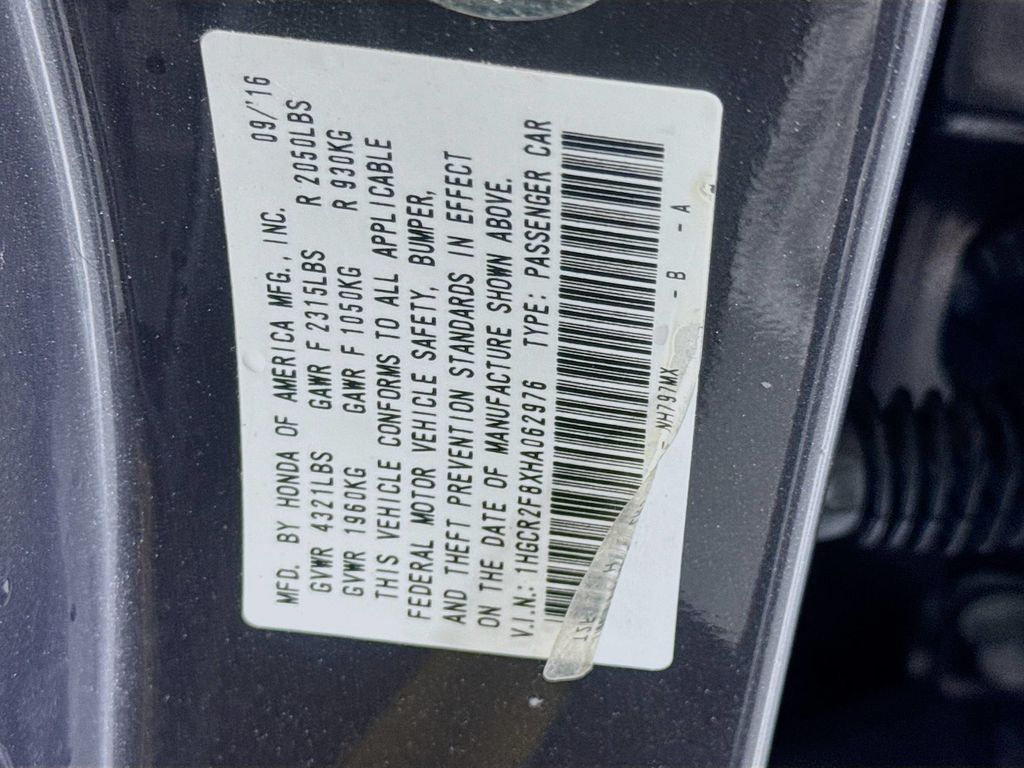 MFD. BY HONDA OF AMERICA MFG., INC. 09/'16
GVWR 4321LBS GAWR F 2315LBS R 2050LBS
GVWR 1960KG GAWR F 1050KG R 930KG
THIS VEHICLE CONFORMS TO ALL APPLICABLE
FEDERAL MOTOR VEHICLE SAFETY, BUMPER,
AND THEFT PREVENTION STANDARDS IN EFFECT
ON THE DATE OF MANUFACTURE SHOWN ABOVE.
V.I.N.: 1HGCR2F8XHA062976 TYPE: PASSENGER CAR
- NH797MX - B - A